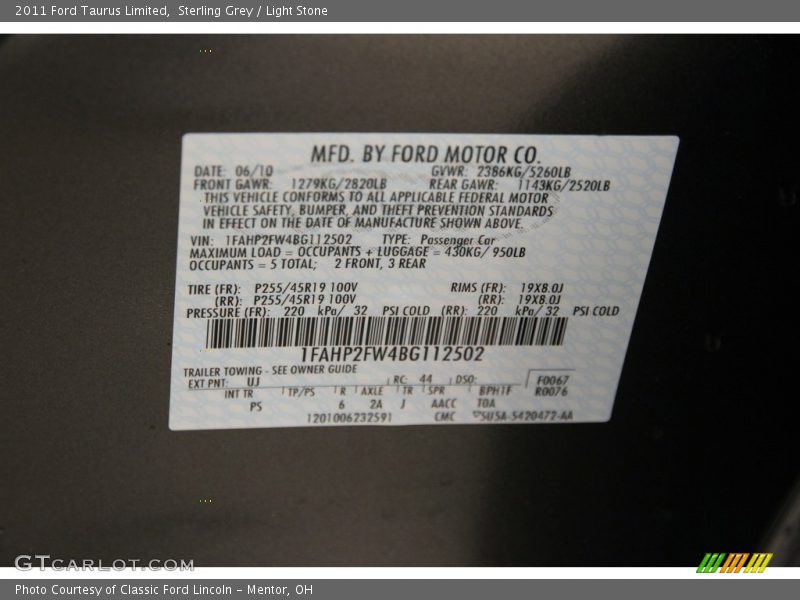 2011 Ford Taurus Limited,  Sterling Grey / Light Stone
MFD. BY FORD MOTOR CO.
DATE: 06/10 GVWR: 2386KG/5260LB
FRONT GAWR: 1279KG/2820LB REAR GAWR: 1143KG/2520LB
THIS VEHICLE CONFORMS TO ALL APPLICABLE FEDERAL MOTOR
VEHICLE SAFETY, BUMPER, AND THEFT PREVENTION STANDARDS
IN EFFECT ON THE DATE OF MANUFACTURE SHOWN ABOVE.
VIN: 1FAHP2FW4BG112502 TYPE: Passenger Car
MAXIMUM LOAD = OCCUPANTS + LUGGAGE = 430KG/ 950LB
OCCUPANTS = 5 TOTAL; 2 FRONT, 3 REAR
TIRE (FR): P255/45R19 100V RIMS (FR): 19X8.0J
(RR): P255/45R19 100V (RR): 19X8.0J
PRESSURE (FR): 220 kPa/ 32 PSI COLD (RR): 220 kPa/ 32 PSI COLD
1FAHP2FW4BG112502
TRAILER TOWING - SEE OWNER GUIDE
EXT PNT: UJ RC: 44 DSO: F0067
INT TR TP/PS R AXLE TR SPR R0076
PS 6 2A J AACC TOA
1201006232591 CMC
GTCARLOT.COM
Photo Courtesy of Classic Ford Lincoln - Mentor, OH